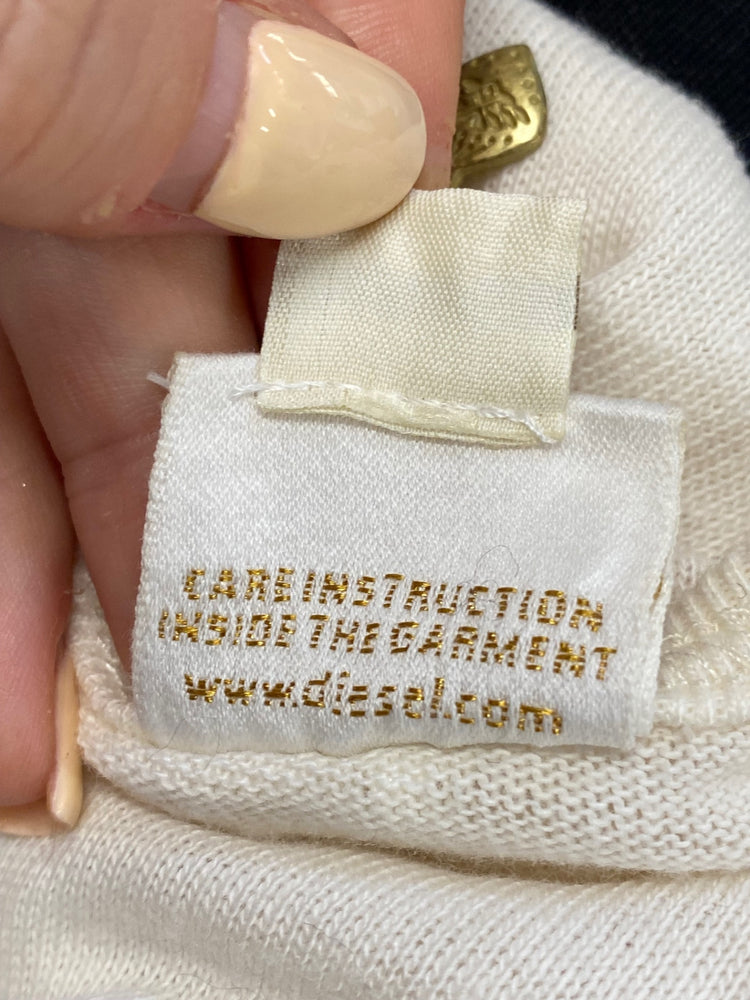 CARE INSTRUCTION
INSIDE THE GARMENT
www.diesel.com